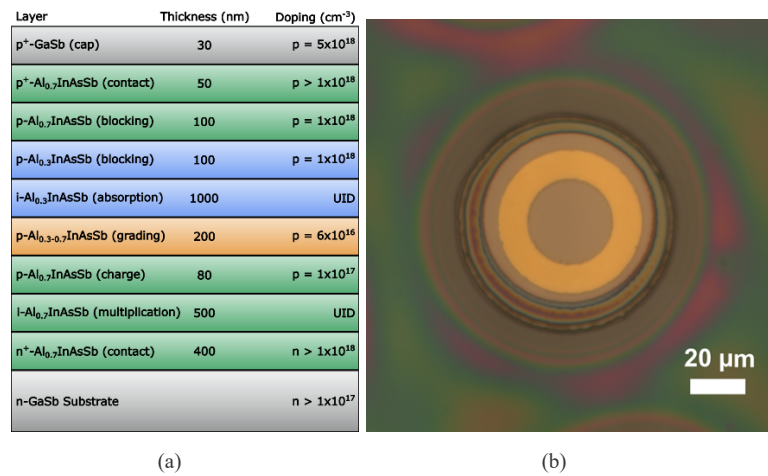 Layer Thickness (nm) Doping (cm⁻³)
p⁺-GaSb (cap) 30 p = 5x10¹⁸
p⁺-Al₀.₇InAsSb (contact) 50 p > 1x10¹⁸
p-Al₀.₇InAsSb (blocking) 100 p = 1x10¹⁸
p-Al₀.₃InAsSb (blocking) 100 p = 1x10¹⁸
i-Al₀.₃InAsSb (absorption) 1000 UID
p-Al₀.₃₋₀.₇InAsSb (grading) 200 p = 6x10¹⁶
p-Al₀.₇InAsSb (charge) 80 p = 1x10¹⁷
i-Al₀.₇InAsSb (multiplication) 500 UID
n⁺-Al₀.₇InAsSb (contact) 400 n > 1x10¹⁸
n-GaSb Substrate n > 1x10¹⁷
20 µm
(a) (b)